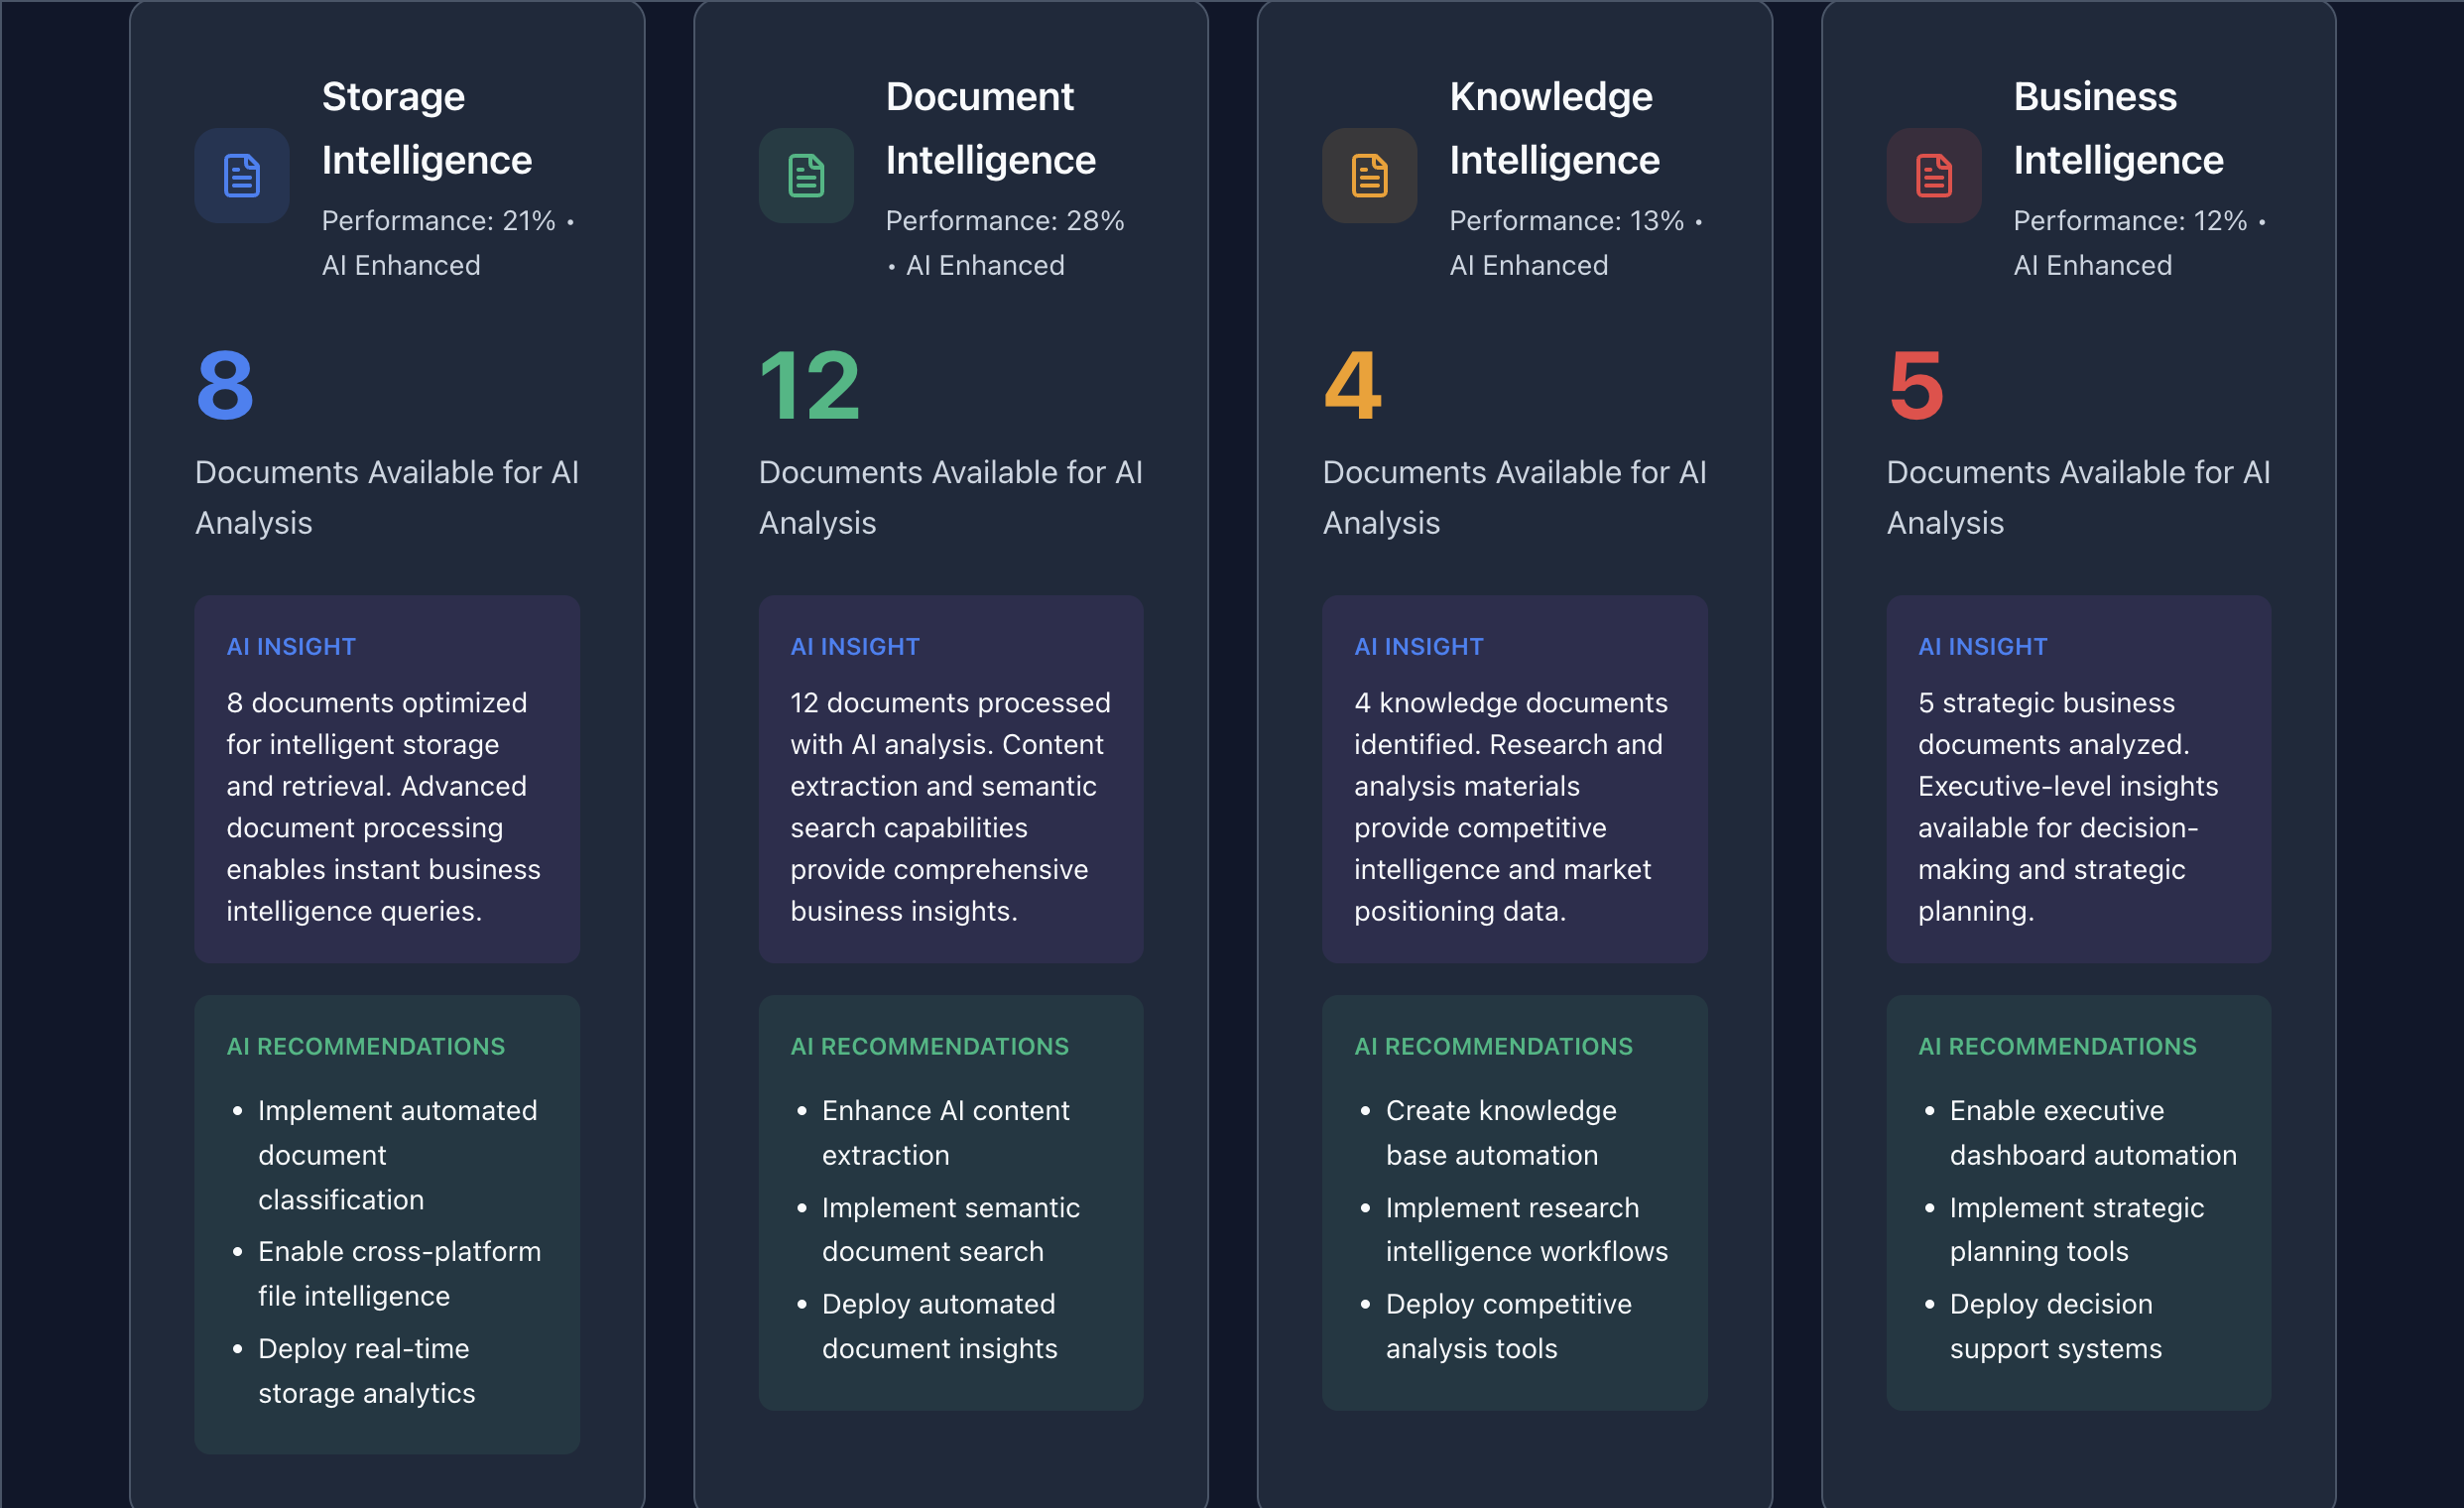 Storage
Intelligence
Performance: 21% •
AI Enhanced
8
Documents Available for AI
Analysis
AI INSIGHT
8 documents optimized
for intelligent storage
and retrieval. Advanced
document processing
enables instant business
intelligence queries.
AI RECOMMENDATIONS
• Implement automated
document
classification
• Enable cross-platform
file intelligence
• Deploy real-time
storage analytics
Document
Intelligence
Performance: 28%
• AI Enhanced
12
Documents Available for AI
Analysis
AI INSIGHT
12 documents processed
with AI analysis. Content
extraction and semantic
search capabilities
provide comprehensive
business insights.
AI RECOMMENDATIONS
• Enhance AI content
extraction
• Implement semantic
document search
• Deploy automated
document insights
Knowledge
Intelligence
Performance: 13% •
AI Enhanced
4
Documents Available for AI
Analysis
AI INSIGHT
4 knowledge documents
identified. Research and
analysis materials
provide competitive
intelligence and market
positioning data.
AI RECOMMENDATIONS
• Create knowledge
base automation
• Implement research
intelligence workflows
• Deploy competitive
analysis tools
Business
Intelligence
Performance: 12% •
AI Enhanced
5
Documents Available for AI
Analysis
AI INSIGHT
5 strategic business
documents analyzed.
Executive-level insights
available for decision-
making and strategic
planning.
AI RECOMMENDATIONS
• Enable executive
dashboard automation
• Implement strategic
planning tools
• Deploy decision
support systems